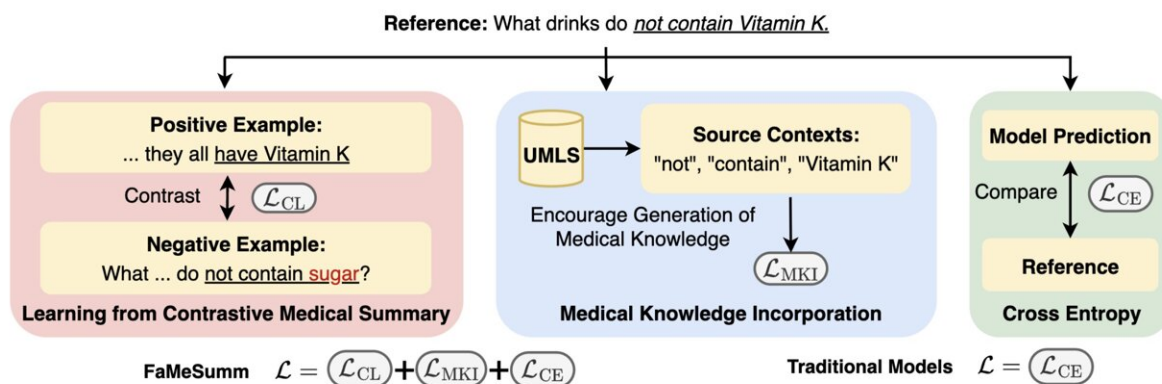 Reference: What drinks do not contain Vitamin K.
Positive Example:
... they all have Vitamin K
Contrast
ℒCL
Negative Example:
What ... do not contain sugar?
Learning from Contrastive Medical Summary
UMLS
Source Contexts:
"not", "contain", "Vitamin K"
Encourage Generation of
Medical Knowledge
ℒMKI
Medical Knowledge Incorporation
Model Prediction
Compare
ℒCE
Reference
Cross Entropy
FaMeSumm ℒ = ℒCL + ℒMKI + ℒCE
Traditional Models ℒ = ℒCE